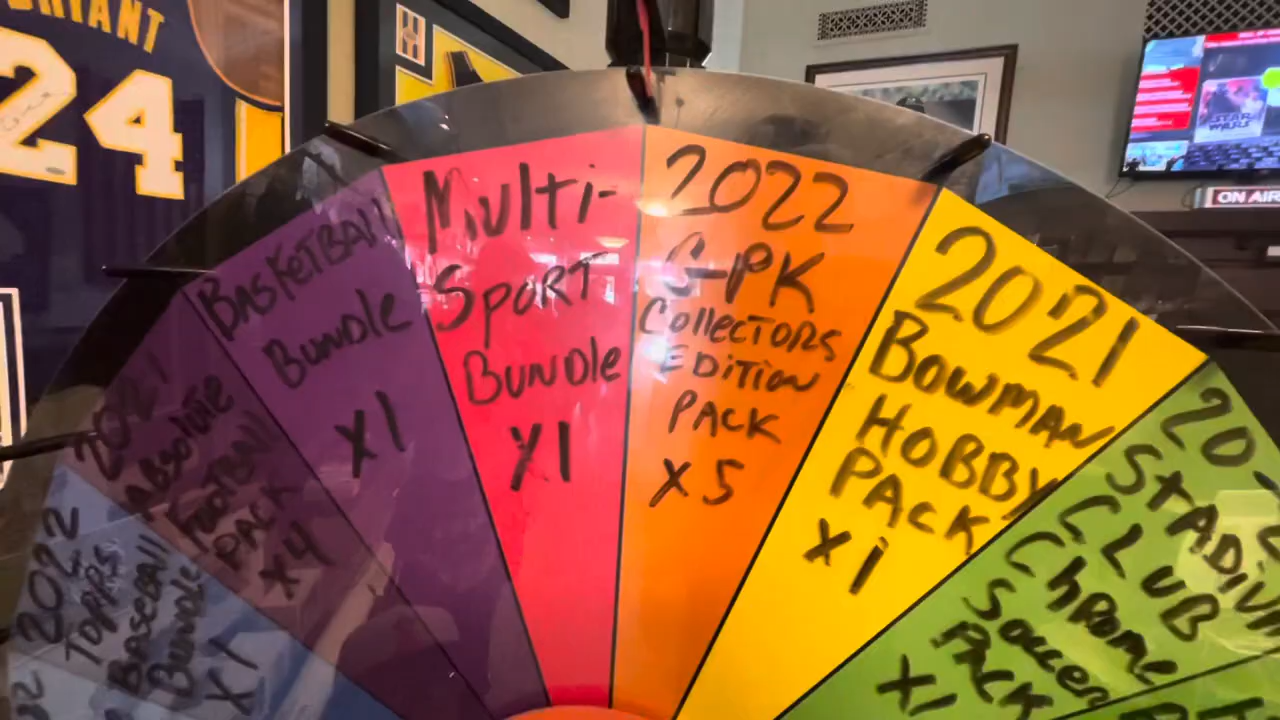 BRYANT
24
STAR
WARS
ON AIR
BASKETBALL
BUNDLE
X1
MULTI-
SPORT
BUNDLE
X1
2022
G-PK
COLLECTORS
EDITION
PACK
X5
2021
BOWMAN
HOBBY
PACK
X1
STADIUM
CLUB
CHROME
SOCCER
PACK
X1
2021
ABSOLUTE
FOOTBALL
PACK
X4
2022
TOPPS
BASEBALL
BUNDLE
X1